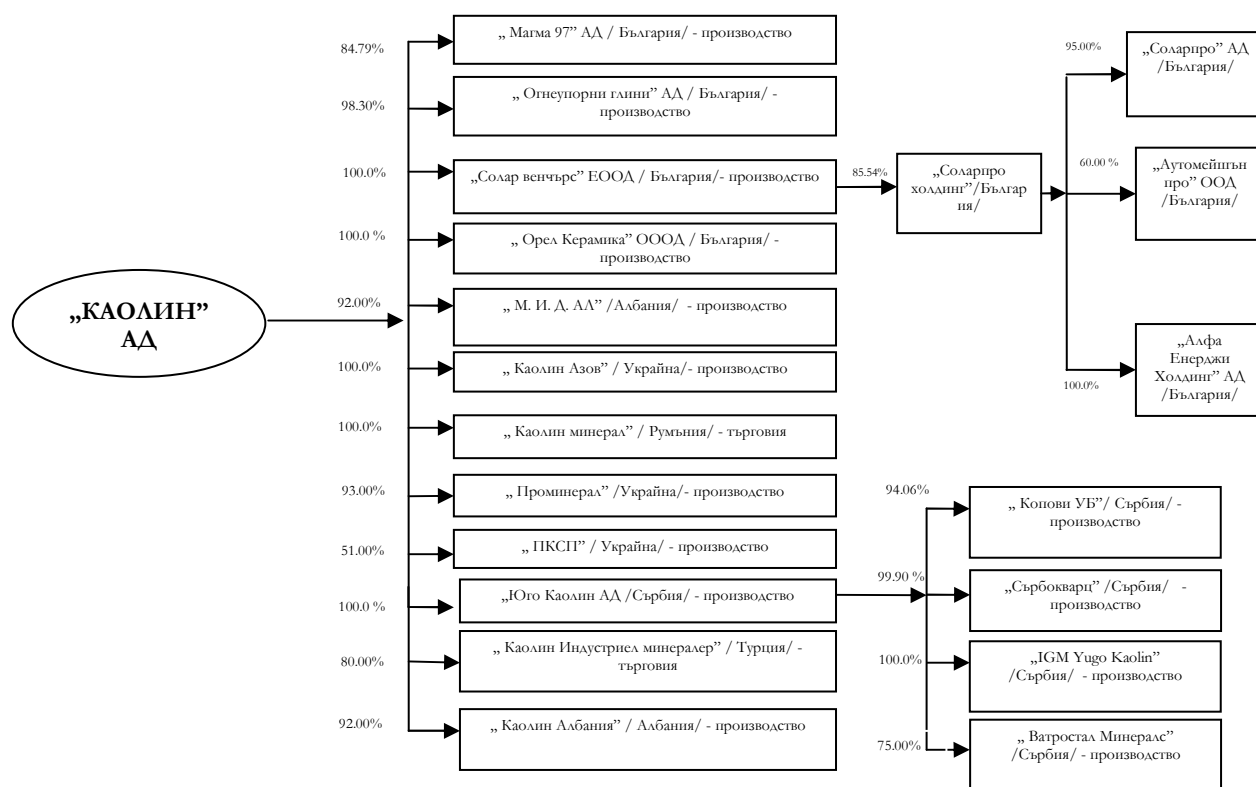 „КАОЛИН”
АД
84.79%
„ Магма 97” АД / България/ - производство
98.30%
„ Огнеупорни глини” АД / България/ -
производство
100.0%
„Солар венчърс” ЕООД / България/- производство
85.54%
„Соларпро
холдинг”/Българ
ия/
95.00%
„Соларпро” АД
/България/
60.00 %
„Аутомейшън
про” ООД
/България/
100.0%
„Алфа
Енерджи
Холдинг” АД
/България/
100.0 %
„ Орел Керамика” ОООД / България/ -
производство
92.00%
„ М. И. Д. АЛ” /Албания/ - производство
100.0%
„ Каолин Азов” / Украйна/- производство
100.0%
„ Каолин минерал” / Румъния/ - търговия
93.00%
„ Проминерал” /Украйна/- производство
51.00%
„ ПКСП” / Украйна/ - производство
100.0 %
„Юго Каолин АД /Сърбия/ - производство
94.06%
„ Копови УБ”/ Сърбия/ -
производство
99.90 %
„Сърбокварц” /Сърбия/ -
производство
100.0%
„IGM Yugo Kaolin”
/Сърбия/ - производство
75.00%
„ Ватростал Минералс”
/Сърбия/ - производство
80.00%
„ Каолин Индустриел минералер” / Турция/ -
търговия
92.00%
„ Каолин Албания” / Албания/ - производство